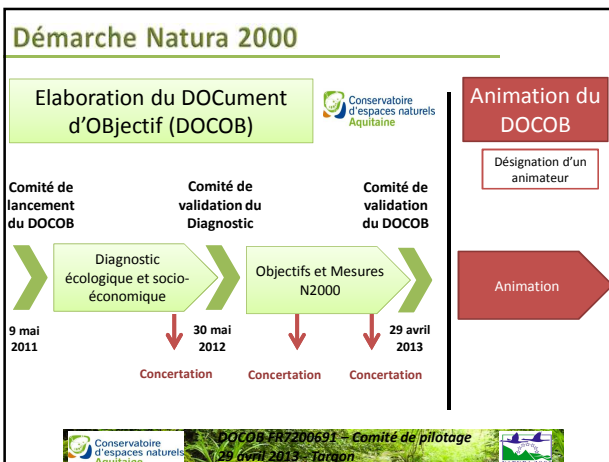 Démarche Natura 2000
Elaboration du DOCument
d'OBjectif (DOCOB)
Conservatoire
d'espaces naturels
Aquitaine
Animation du
DOCOB
Désignation d'un
animateur
Comité de
lancement
du DOCOB
Comité de
validation du
Diagnostic
Comité de
validation
du DOCOB
Diagnostic
écologique et socio-
économique
Objectifs et Mesures
N2000
Animation
9 mai
2011
30 mai
2012
29 avril
2013
Concertation
Concertation
Concertation
Conservatoire
d'espaces naturels
Aquitaine
DOCOB FR7200691 – Comité de pilotage
29 avril 2013 - Targon